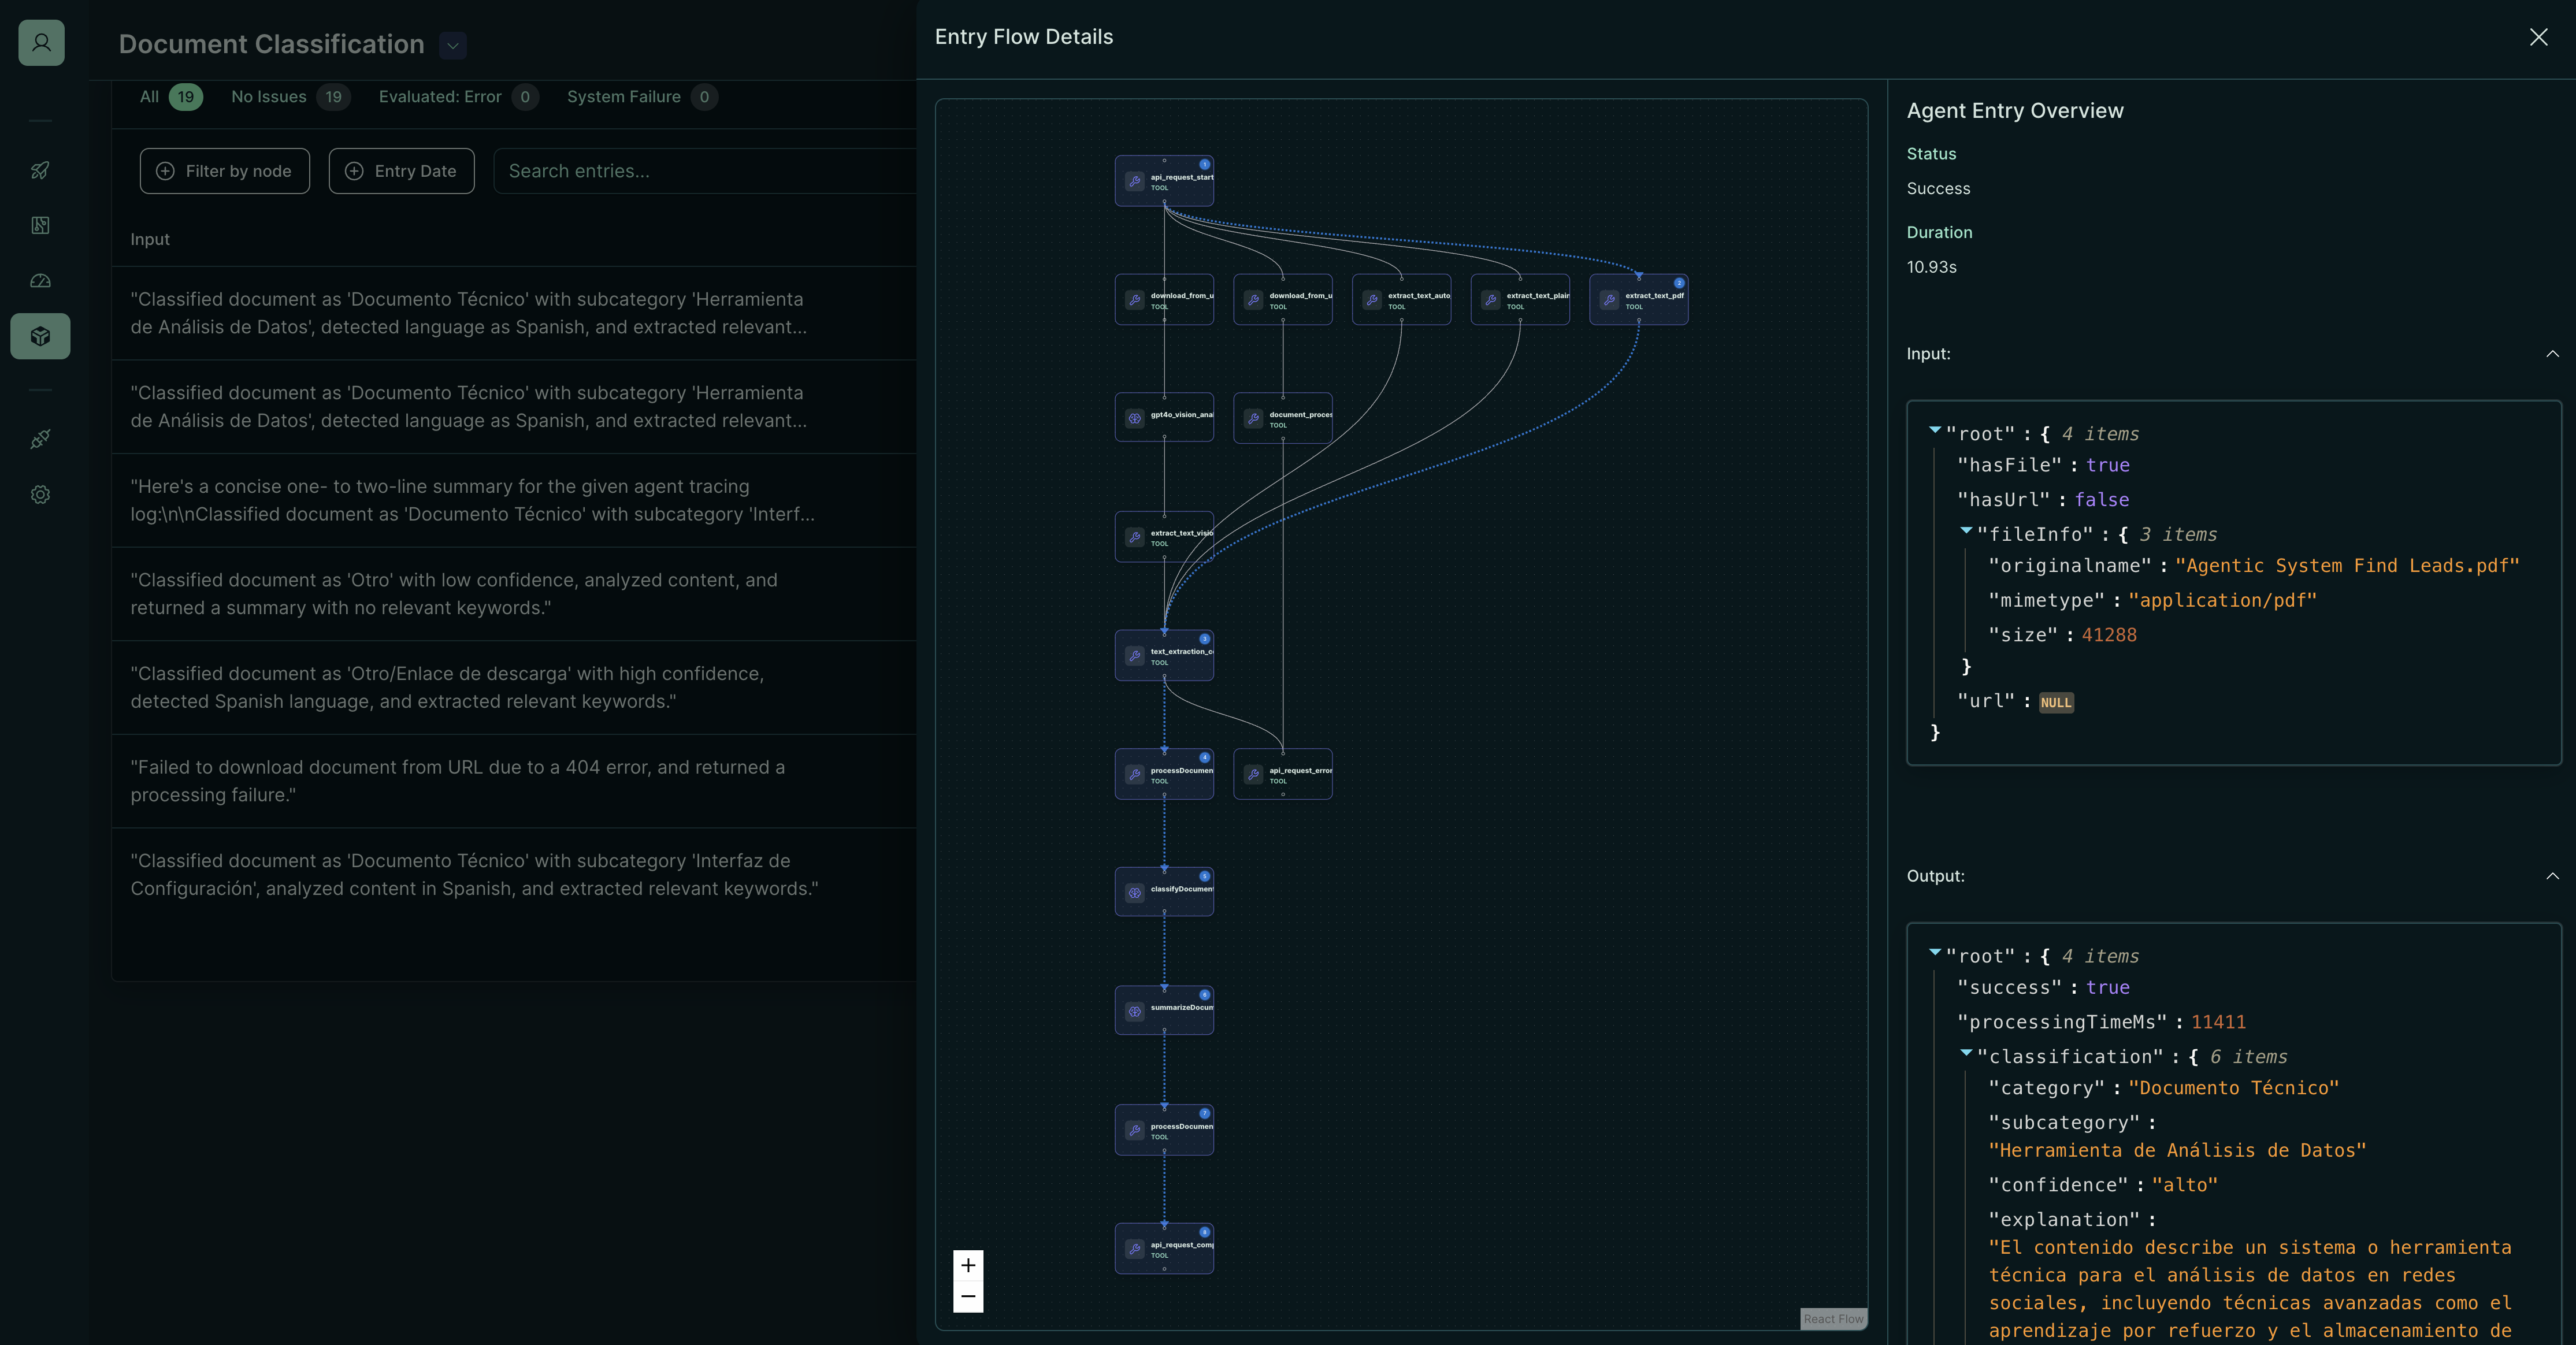 Document Classification
All 19 No Issues 19 Evaluated: Error 0 System Failure 0
Filter by node Entry Date Search entries...
Input
"Classified document as 'Documento Técnico' with subcategory 'Herramienta
de Análisis de Datos', detected language as Spanish, and extracted relevant...
"Classified document as 'Documento Técnico' with subcategory 'Herramienta
de Análisis de Datos', detected language as Spanish, and extracted relevant...
"Here's a concise one- to two-line summary for the given agent tracing
log:\n\nClassified document as 'Documento Técnico' with subcategory 'Interf...
"Classified document as 'Otro' with low confidence, analyzed content, and
returned a summary with no relevant keywords."
"Classified document as 'Otro/Enlace de descarga' with high confidence,
detected Spanish language, and extracted relevant keywords."
"Failed to download document from URL due to a 404 error, and returned a
processing failure."
"Classified document as 'Documento Técnico' with subcategory 'Interfaz de
Configuración', analyzed content in Spanish, and extracted relevant keywords."
Entry Flow Details
1
api_request_start
TOOL
download_from_u
TOOL
download_from_u
TOOL
extract_text_auto
TOOL
extract_text_plain
TOOL
2
extract_text_pdf
TOOL
gpt4o_vision_anal
document_proces
TOOL
extract_text_visio
TOOL
3
text_extraction_c
TOOL
4
processDocumen
TOOL
api_request_error
TOOL
5
classifyDocument
6
summarizeDocum
7
processDocumen
TOOL
8
api_request_comp
TOOL
+
−
React Flow
Agent Entry Overview
Status
Success
Duration
10.93s
Input:
"root" : { 4 items
"hasFile" : true
"hasUrl" : false
"fileInfo" : { 3 items
"originalname" : "Agentic System Find Leads.pdf"
"mimetype" : "application/pdf"
"size" : 41288
}
"url" : NULL
}
Output:
"root" : { 4 items
"success" : true
"processingTimeMs" : 11411
"classification" : { 6 items
"category" : "Documento Técnico"
"subcategory" :
"Herramienta de Análisis de Datos"
"confidence" : "alto"
"explanation" :
"El contenido describe un sistema o herramienta
técnica para el análisis de datos en redes
sociales, incluyendo técnicas avanzadas como el
aprendizaje por refuerzo y el almacenamiento de